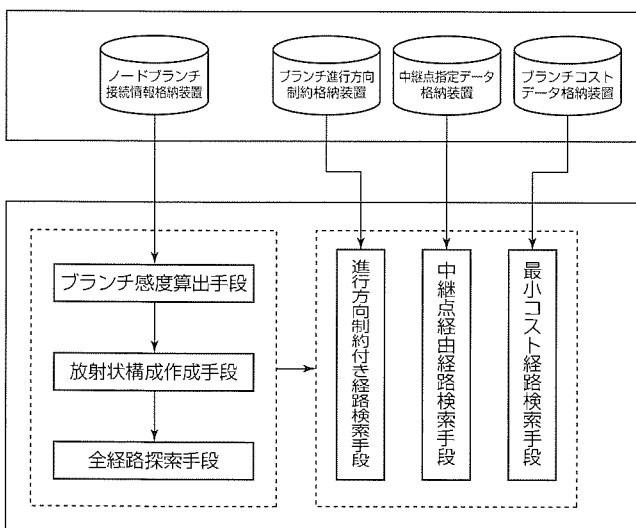 ノードブランチ
接続情報格納装置
ブランチ進行方向
制約格納装置
中継点指定データ
格納装置
ブランチコスト
データ格納装置
ブランチ感度算出手段
放射状構成作成手段
全経路探索手段
進行方向制約付き経路検索手段
中継点経由経路検索手段
最小コスト経路検索手段